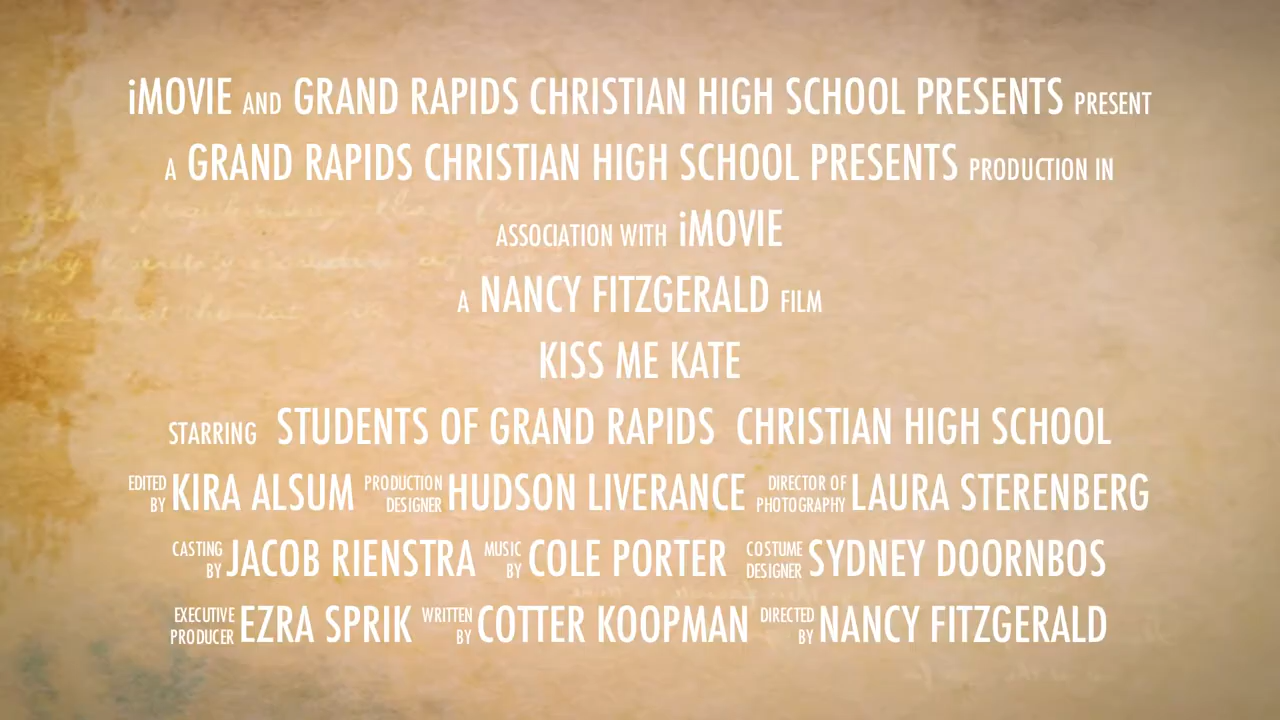 iMOVIE AND GRAND RAPIDS CHRISTIAN HIGH SCHOOL PRESENTS PRESENT
A GRAND RAPIDS CHRISTIAN HIGH SCHOOL PRESENTS PRODUCTION IN
ASSOCIATION WITH iMOVIE
A NANCY FITZGERALD FILM
KISS ME KATE
STARRING STUDENTS OF GRAND RAPIDS CHRISTIAN HIGH SCHOOL
EDITED BY KIRA ALSUM PRODUCTION DESIGNER HUDSON LIVERANCE DIRECTOR OF PHOTOGRAPHY LAURA STERENBERG
CASTING BY JACOB RIENSTRA MUSIC BY COLE PORTER COSTUME DESIGNER SYDNEY DOORNBOS
EXECUTIVE PRODUCER EZRA SPRIK WRITTEN BY COTTER KOOPMAN DIRECTED BY NANCY FITZGERALD